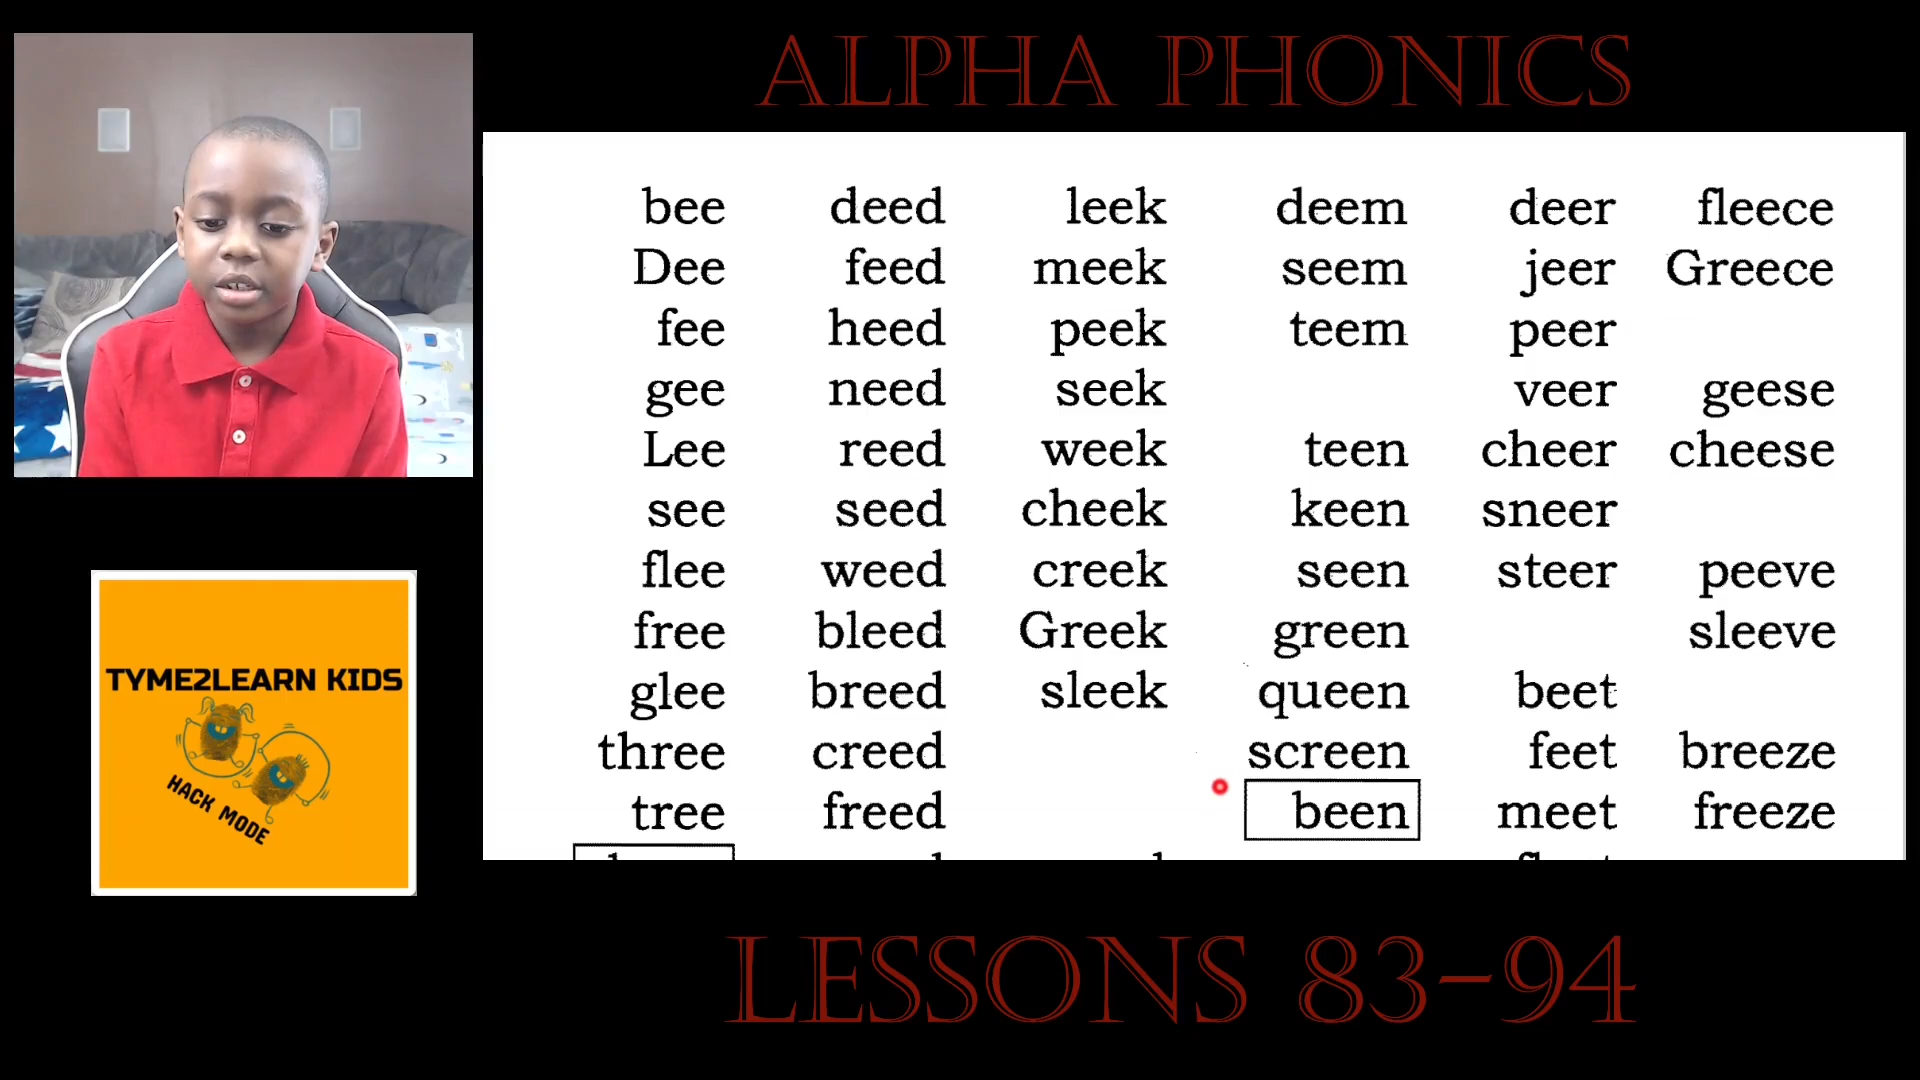 ALPHA PHONICS
bee deed leek deem deer fleece
Dee feed meek seem jeer Greece
fee heed peek teem peer
gee need seek veer geese
Lee reed week teen cheer cheese
see seed cheek keen sneer
flee weed creek seen steer peeve
free bleed Greek green sleeve
glee breed sleek queen beet
three creed screen feet breeze
tree freed been meet freeze
TYME2LEARN KIDS
HACK MODE
LESSONS 83-94